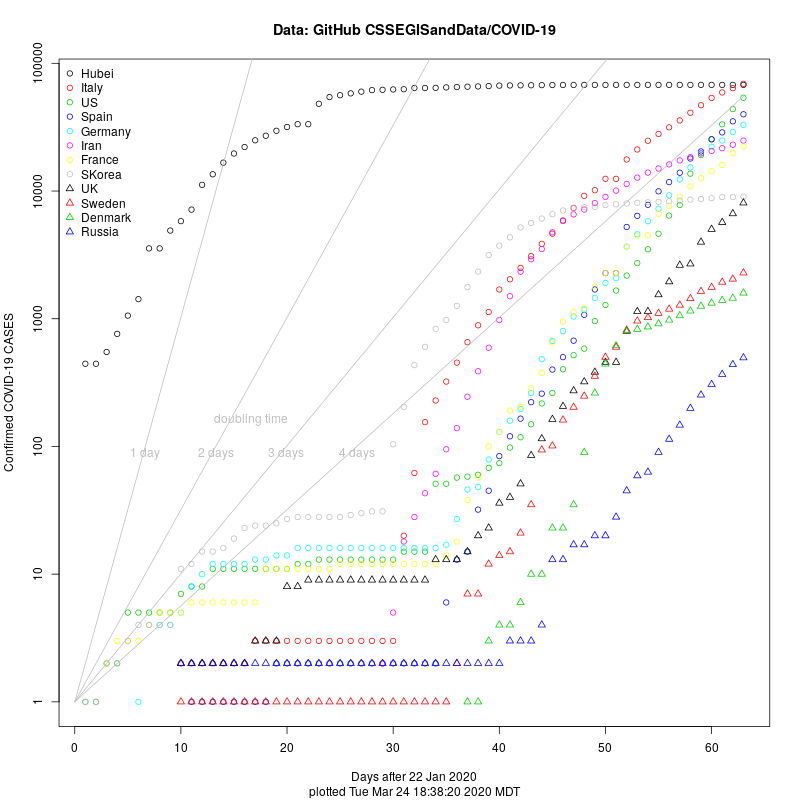 Data: GitHub CSSEGISandData/COVID-19
Confirmed COVID-19 CASES
100000
10000
1000
100
10
1
Hubei
Italy
US
Spain
Germany
Iran
France
SKorea
UK
Sweden
Denmark
Russia
doubling time
1 day
2 days
3 days
4 days
0
10
20
30
40
50
60
Days after 22 Jan 2020
plotted Tue Mar 24 18:38:20 2020 MDT